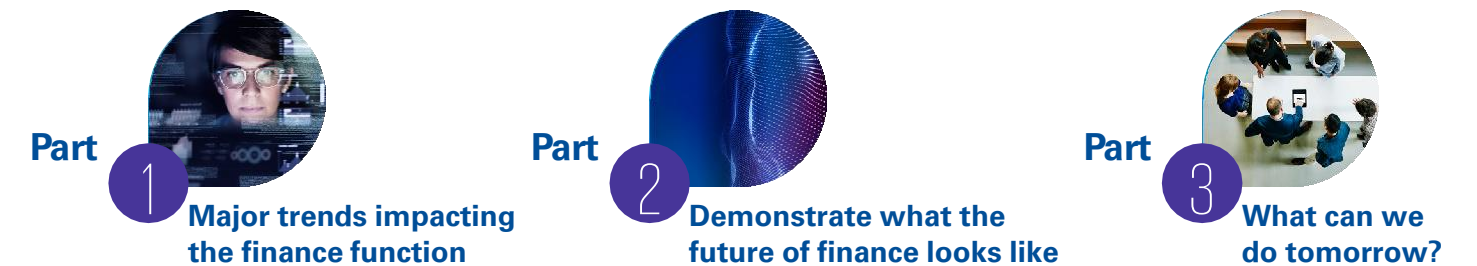 Part
1
Major trends impacting
the finance function
Part
2
Demonstrate what the
future of finance looks like
Part
3
What can we
do tomorrow?